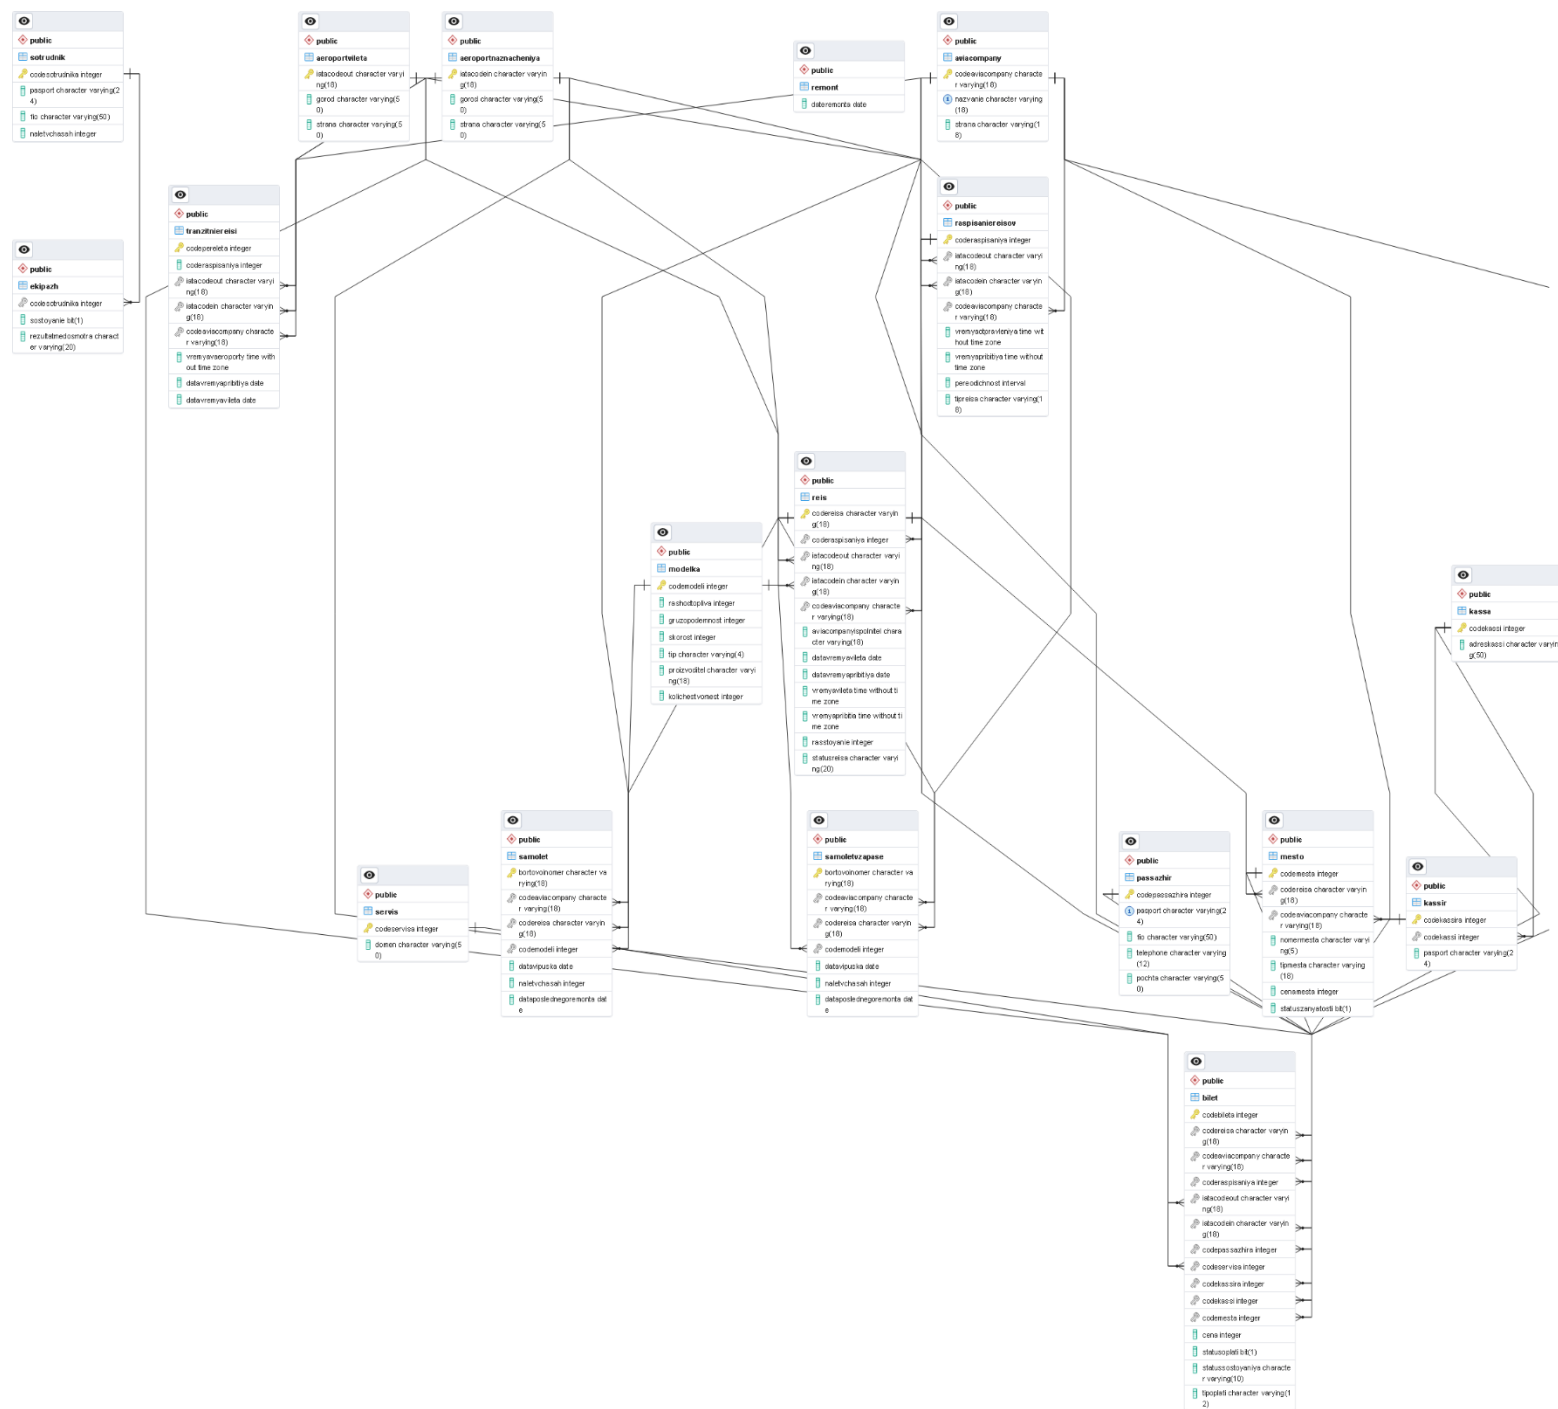 public
sotrudnik
codesotrudnika integer
pasport character varying(2
4)
fio character varying(50)
naletvchasah integer
public
aeroportvileta
iatacodeout character varyi
ng(18)
gorod character varying(5
0)
strana character varying(5
0)
public
aeroportnaznacheniya
iatacodein character varyin
g(18)
gorod character varying(5
0)
strana character varying(5
0)
public
remont
dateremonta date
public
aviacompany
codeaviacompany characte
r varying(18)
nazvanie character varying
(18)
strana character varying(1
8)
public
ekipazh
codesotrudnika integer
sostoyanie bit(1)
rezultatmedosmotra charact
er varying(20)
public
tranzitniereisi
codepereleta integer
coderaspisaniya integer
iatacodeout character varyi
ng(18)
iatacodein character varyin
g(18)
codeaviacompany characte
r varying(18)
vremyavaeroporty time with
out time zone
datavremyapribitiya date
datavremyavileta date
public
raspisaniereisov
coderaspisaniya integer
iatacodeout character varyi
ng(18)
iatacodein character varyin
g(18)
codeaviacompany characte
r varying(18)
vremyaotpravleniya time wit
hout time zone
vremyapribitiya time without
time zone
pereodichnost interval
tipreisa character varying(1
8)
public
reis
codereisa character varyin
g(18)
coderaspisaniya integer
iatacodeout character varyi
ng(18)
iatacodein character varyin
g(18)
codeaviacompany characte
r varying(18)
aviacompanyispolnitel chara
cter varying(18)
datavremyavileta date
datavremyapribitiya date
vremyavileta time without ti
me zone
vremyapribitia time without ti
me zone
rasstoyanie integer
statusreisa character varyi
ng(20)
public
modelka
codemodeli integer
rashodtopliva integer
gruzopodemnost integer
skorost integer
tip character varying(4)
proizvoditel character varyi
ng(18)
kolichestvomest integer
public
kassa
codekassi integer
adreskassi character varyin
g(50)
public
servis
codeservisa integer
domen character varying(5
0)
public
samolet
bortovoinomer character va
rying(18)
codeaviacompany characte
r varying(18)
codereisa character varyin
g(18)
codemodeli integer
datavipuska date
naletvchasah integer
dataposlednegoremonta dat
e
public
samoletvzapase
bortovoinomer character va
rying(18)
codeaviacompany characte
r varying(18)
codereisa character varyin
g(18)
codemodeli integer
datavipuska date
naletvchasah integer
dataposlednegoremonta dat
e
public
passazhir
codepassazhira integer
pasport character varying(2
4)
fio character varying(50)
telephone character varying
(12)
pochta character varying(5
0)
public
mesto
codemesta integer
codereisa character varyin
g(18)
codeaviacompany characte
r varying(18)
nomermesta character varyi
ng(5)
tipmesta character varying
(18)
cenamesta integer
statuszanyatosti bit(1)
public
kassir
codekassira integer
codekassi integer
pasport character varying(2
4)
public
bilet
codebileta integer
codereisa character varyin
g(18)
codeaviacompany characte
r varying(18)
coderaspisaniya integer
iatacodeout character varyi
ng(18)
iatacodein character varyin
g(18)
codepassazhira integer
codeservisa integer
codekassira integer
codekassi integer
codemesta integer
cena integer
statusoplati bit(1)
statussostoyaniya characte
r varying(10)
tipoplati character varying(1
2)